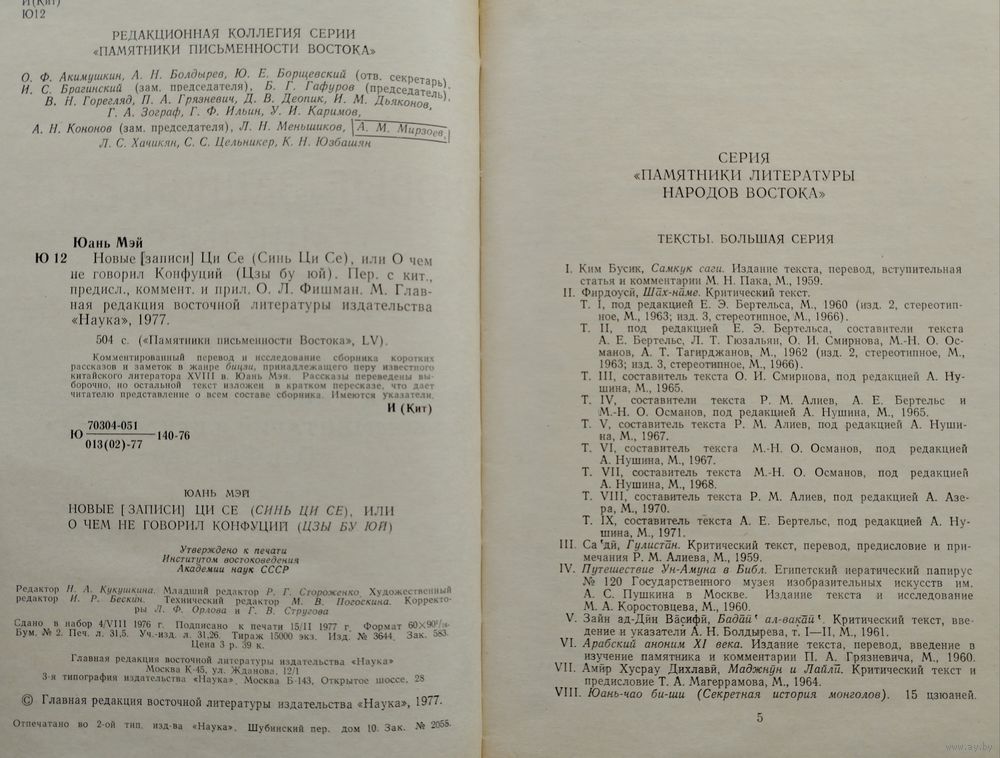 И(Кит)
Ю12
РЕДАКЦИОННАЯ КОЛЛЕГИЯ СЕРИИ
«ПАМЯТНИКИ ПИСЬМЕННОСТИ ВОСТОКА»
О. Ф. Акимушкин, А. Н. Болдырев, Ю. Е. Борщевский (отв. секретарь),
И. С. Брагинский (зам. председателя), Б. Г. Гафуров (председатель),
В. Н. Горегляд, П. А. Грязневич, Д. В. Деопик, И. М. Дьяконов,
Г. А. Зограф, Г. Ф. Ильин, У. И. Каримов,
А. Н. Кононов (зам. председателя), Л. Н. Меньшиков, А. М. Мирзоев,
Л. С. Хачикян, С. С. Цельникер, К. Н. Юзбашян
Юань Мэй
Ю 12 Новые [записи] Ци Се (Синь Ци Се), или О чем
не говорил Конфуций (Цзы бу юй). Пер. с кит.,
предисл., коммент. и прил. О. Л. Фишман. М. Глав-
ная редакция восточной литературы издательства
«Наука», 1977.
504 с. («Памятники письменности Востока», LV).
Комментированный перевод и исследование сборника коротких
рассказов и заметок в жанре бицзи, принадлежащего перу известного
китайского литератора XVIII в. Юань Мэя. Рассказы переведены вы-
борочно, но остальной текст изложен в кратком пересказе, что дает
читателю представление о всем составе сборника. Имеются указатели.
И (Кит)
70304-051
Ю 140-76
013(02)-77
ЮАНЬ МЭЙ
НОВЫЕ [ЗАПИСИ] ЦИ СЕ (СИНЬ ЦИ СЕ), ИЛИ
О ЧЕМ НЕ ГОВОРИЛ КОНФУЦИЙ (ЦЗЫ БУ ЮЙ)
Утверждено к печати
Институтом востоковедения
Академии наук СССР
Редактор Н. А. Кукушкина. Младший редактор Р. Г. Стороженко. Художественный
редактор И. Р. Бескин. Технический редактор М. В. Погоскина. Корректо-
ры Л. Ф. Орлова и Г. В. Стругова
Сдано в набор 4/VIII 1976 г. Подписано к печати 15/II 1977 г. Формат 60×90¹/₁₆.
Бум. № 2. Печ. л. 31,5. Уч.-изд. л. 31,26. Тираж 15000 экз. Изд. № 3644. Зак. 583.
Цена 3 р. 39 к.
Главная редакция восточной литературы издательства «Наука»
Москва К-45, ул. Жданова, 12/1
3-я типография издательства «Наука». Москва Б-143, Открытое шоссе, 28
© Главная редакция восточной литературы издательства «Наука», 1977.
Отпечатано во 2-ой тип. изд-ва «Наука». Шубинский пер. дом 10. Зак. № 2055.
СЕРИЯ
«ПАМЯТНИКИ ЛИТЕРАТУРЫ
НАРОДОВ ВОСТОКА»
ТЕКСТЫ. БОЛЬШАЯ СЕРИЯ
I. Ким Бусик, Самкук саги. Издание текста, перевод, вступительная
статья и комментарии М. Н. Пака, М., 1959.
II. Фирдоусӣ, Шāх-нāме. Критический текст.
Т. I, под редакцией Е. Э. Бертельса, М., 1960 (изд. 2, стереотип-
ное, М., 1963; изд. 3, стереотипное, М., 1966).
Т. II, под редакцией Е. Э. Бертельса, составители текста
А. Е. Бертельс, Л. Т. Гюзальян, О. И. Смирнова, М.-Н. О. Ос-
манов, А. Т. Тагирджанов, М., 1962 (изд. 2, стереотипное, М.,
1963; изд. 3, стереотипное, М., 1966).
Т. III, составитель текста О. И. Смирнова, под редакцией А. Ну-
шина, М., 1965.
Т. IV, составители текста Р. М. Алиев, А. Е. Бертельс и
М.-Н. О. Османов, под редакцией А. Нушина, М., 1965.
Т. V, составитель текста Р. М. Алиев, под редакцией А. Нуши-
на, М., 1967.
Т. VI, составитель текста М.-Н. О. Османов, под редакцией
А. Нушина, М., 1967.
Т. VII, составитель текста М.-Н. О. Османов, под редакцией
А. Нушина, М., 1968.
Т. VIII, составитель текста Р. М. Алиев, под редакцией А. Азе-
ра, М., 1970.
Т. IX, составитель текста А. Е. Бертельс, под редакцией А. Ну-
шина, М., 1971.
III. Са'дӣ, Гулистāн. Критический текст, перевод, предисловие и при-
мечания Р. М. Алиева, М., 1959.
IV. Путешествие Ун-Амуна в Библ. Египетский иератический папирус
№ 120 Государственного музея изобразительных искусств им.
А. С. Пушкина в Москве. Издание текста и исследование
М. А. Коростовцева, М., 1960.
V. Зайн ад-Дӣн Вāсифӣ, Бадāи' ал-вакāи'. Критический текст, вве-
дение и указатели А. Н. Болдырева, т. I—II, М., 1961.
VI. Арабский аноним XI века. Издание текста, перевод, введение в
изучение памятника и комментарии П. А. Грязневича, М., 1960.
VII. Амӣр Хусрау Дихлавӣ, Маджнӯн и Лайлӣ. Критический текст и
предисловие Т. А. Магеррамова, М., 1964.
VIII. Юань-чао би-ши (Секретная история монголов). 15 цзюаней.
5
www.ay.by